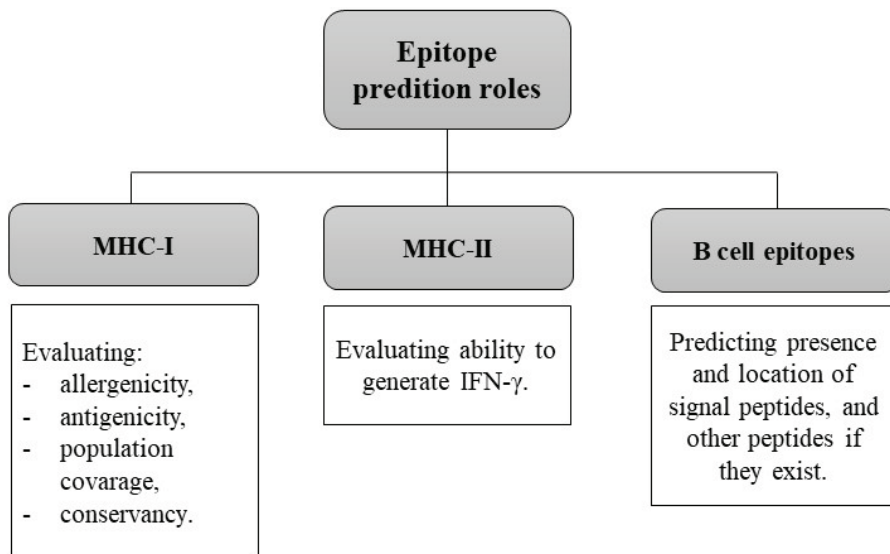 Epitope
predition roles
MHC-I
MHC-II
B cell epitopes
Evaluating:
- allergenicity,
- antigenicity,
- population
covarage,
- conservancy.
Evaluating ability to
generate IFN-γ.
Predicting presence
and location of
signal peptides, and
other peptides if
they exist.